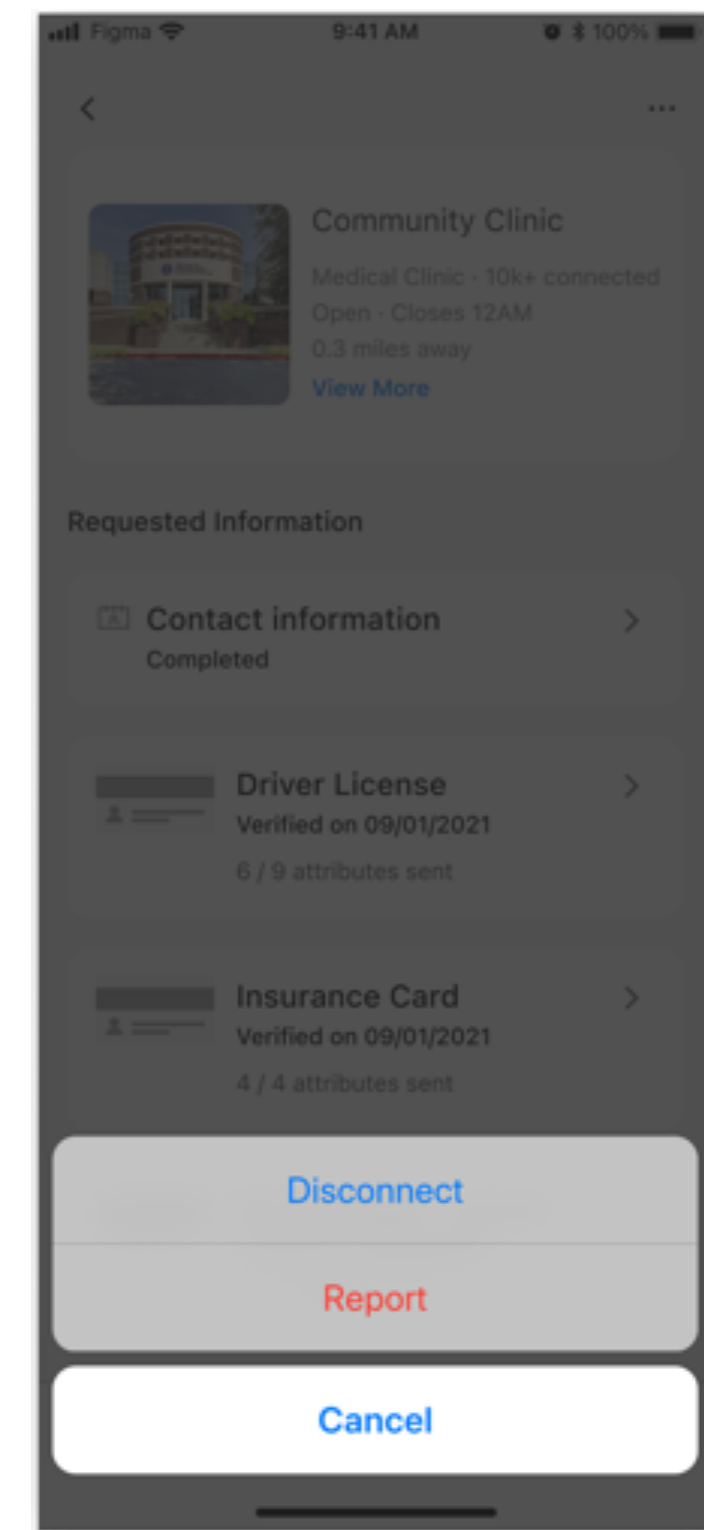 Figma 9:41 AM 100%
Community Clinic
Medical Clinic · 10k+ connected
Open · Closes 12AM
0.3 miles away
View More
Requested Information
Contact information
Completed
Driver License
Verified on 09/01/2021
6 / 9 attributes sent
Insurance Card
Verified on 09/01/2021
4 / 4 attributes sent
Disconnect
Report
Cancel